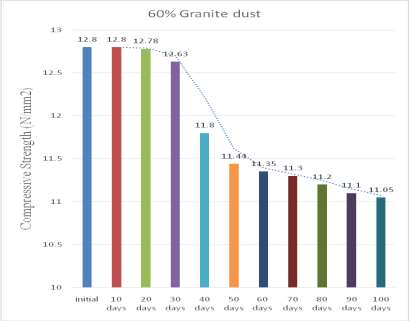 60% Granite dust
13
12.5
12
11.5
11
10.5
10
Compressive Strength (N/mm2)
12.8
12.8
12.78
12.63
11.8
11.44
11.35
11.3
11.2
11.1
11.05
initial
10
days
20
days
30
days
40
days
50
days
60
days
70
days
80
days
90
days
100
days